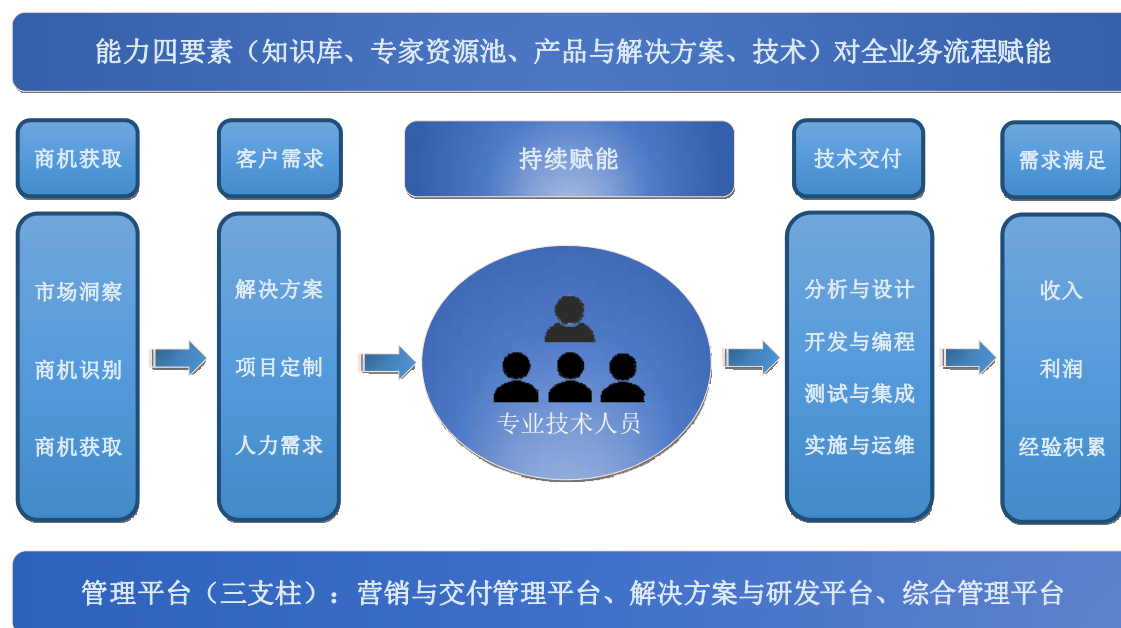 能力四要素（知识库、专家资源池、产品与解决方案、技术）对全业务流程赋能
商机获取
客户需求
持续赋能
技术交付
需求满足
市场洞察
商机识别
商机获取
解决方案
项目定制
人力需求
专业技术人员
分析与设计
开发与编程
测试与集成
实施与运维
收入
利润
经验积累
管理平台（三支柱）：营销与交付管理平台、解决方案与研发平台、综合管理平台